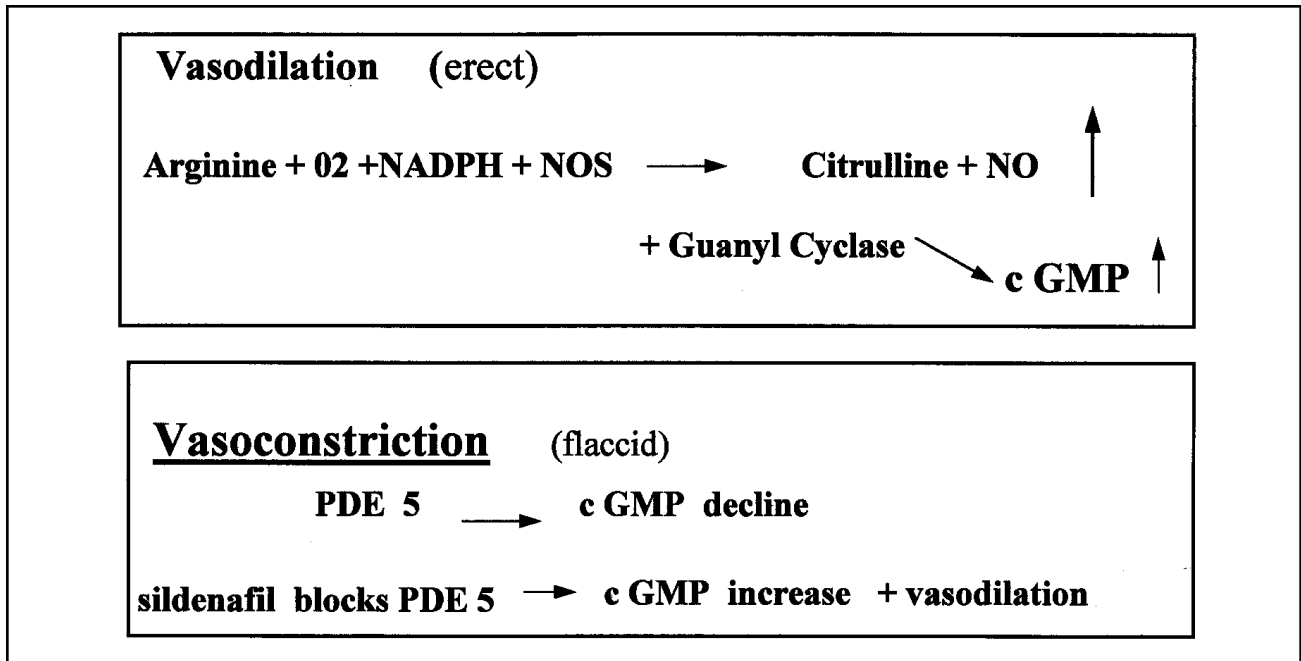 Vasodilation (erect)
Arginine + 02 +NADPH + NOS Citrulline + NO
+ Guanyl Cyclase
c GMP
Vasoconstriction (flaccid)
PDE 5 c GMP decline
sildenafil blocks PDE 5 c GMP increase + vasodilation